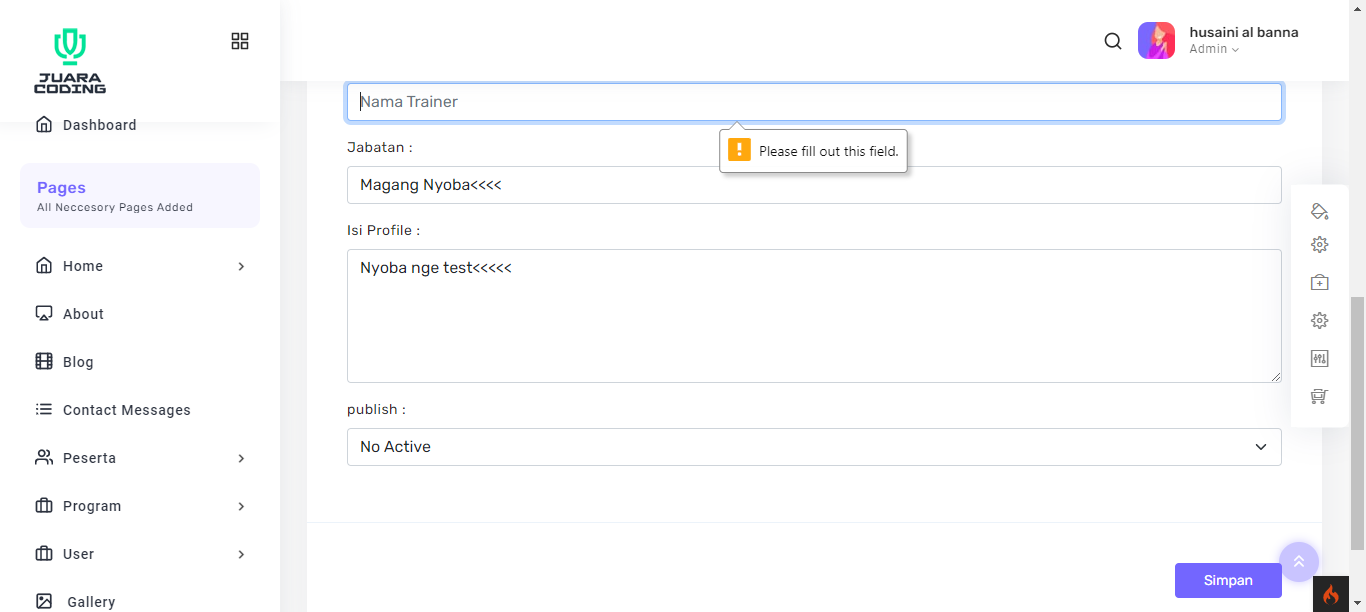 JUARA
CODING
husaini al banna
Admin
Nama Trainer
Please fill out this field.
Jabatan :
Magang Nyoba<<<<
Isi Profile :
Nyoba nge test<<<<<
publish :
No Active
Simpan
Dashboard
Pages
All Neccesory Pages Added
Home
About
Blog
Contact Messages
Peserta
Program
User
Gallery